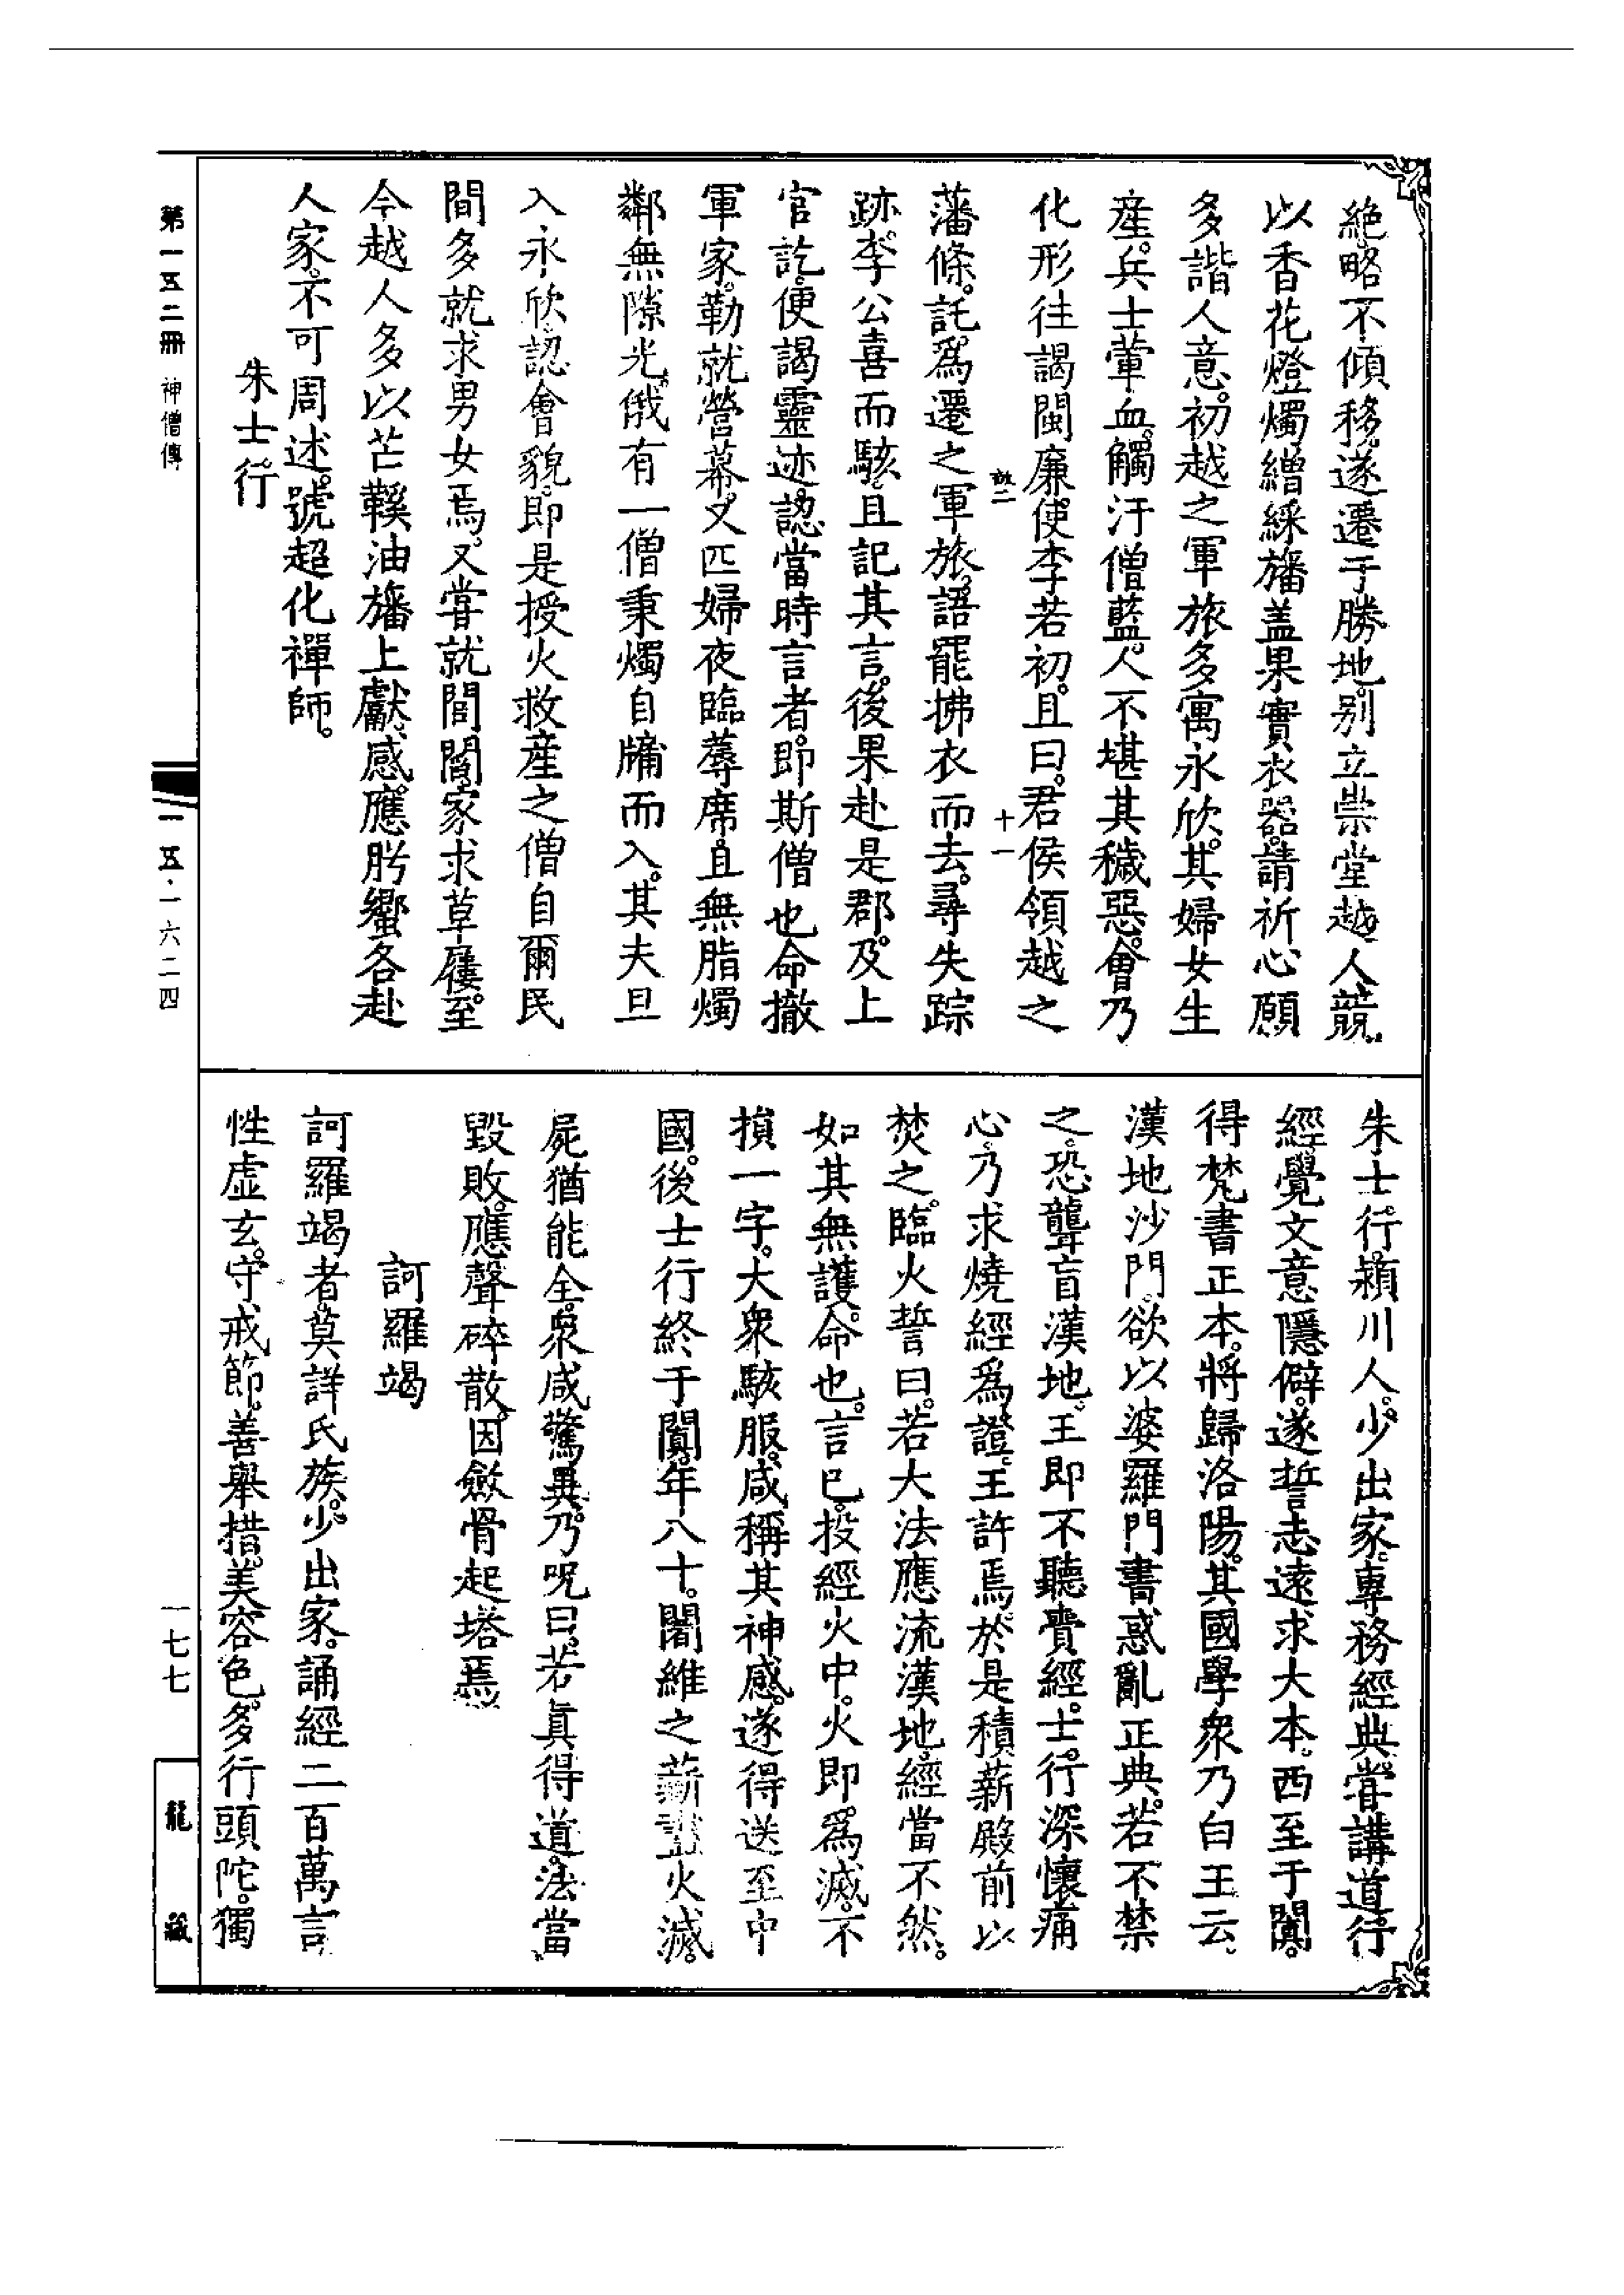 絶略不傾移。遂遷于勝地。别立崇堂越人競。
以香花燈燭繒綵旛盖果實衣器。請祈心願
多諧人意。初越之軍旅多寓永欣。其婦女生
產。兵士葷血。觸汙僧藍。人不堪其穢惡。會乃
化形往謁閩廉使李若初。且曰。君侯領越之
𦙍二 十一
藩條。託為遷之軍旅。語罷拂衣而去。尋失踪
跡。李公喜而駭。且記其言。後果赴是郡。及上
官訖。便謁靈迹。認當時言者。即斯僧也命撤
軍家。勒就營幕。又匹婦夜臨蓐席。且無脂燭
鄰無隙光。俄有一僧秉燭自牖而入。其夫旦
入永欣。認會貌。即是授火救產之僧自爾民
間多就求男女焉。又甞就閭閻家求草屨。至
今越人多以芒鞵油旛上獻。感應肹蠁各赴
人家。不可周述。號超化禪師。
朱士行
朱士行。潁川人。少出家。專務經典。甞講道行
經。覺文意隱僻。遂誓志遠求大本。西至于闐。
得梵書正本。將歸洛陽。其國學衆乃白王云。
漢地沙門。欲以婆羅門書惑亂正典。若不禁
之。恐聾盲漢地。王即不聽賫經。士行深懷痛
心。乃求燒經為證。王許焉。於是積薪殿前以
焚之。臨火誓曰。若大法應流漢地。經當不然。
如其無護。命也。言已。投經火中。火即為滅。不
損一字。大衆駭服。咸稱其神感。遂得送至中
國。後士行終于闐。年八十。闍維之。薪盡火滅。
屍猶能全。衆咸驚異。乃呪曰。若真得道。法當
毀敗。應聲碎散。因斂骨起塔焉。
訶羅竭
訶羅竭者。莫詳氏族。少出家。誦經二百萬言
性虛玄。守戒節。善舉措。美容色。多行頭陀。獨
第一五二冊 神僧傳
一五·一六二四
一七七
龍藏